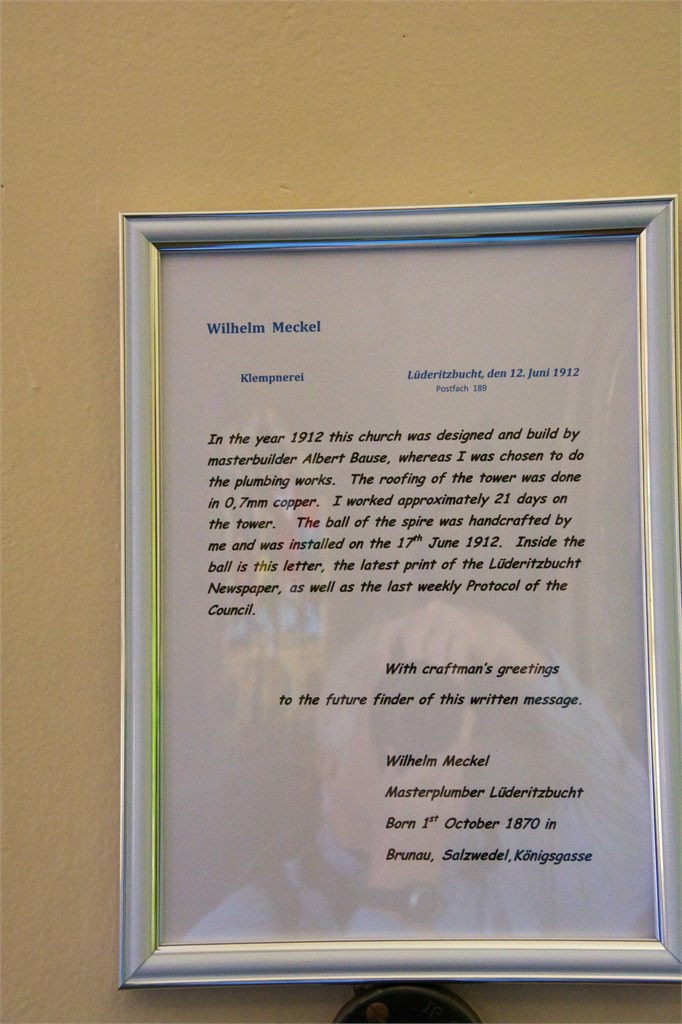 Wilhelm Meckel
Klempnerei
Lüderitzbucht, den 12. Juni 1912
Postfach 189
In the year 1912 this church was designed and build by
masterbuilder Albert Bause, whereas I was chosen to do
the plumbing works. The roofing of the tower was done
in 0,7mm copper. I worked approximately 21 days on
the tower. The ball of the spire was handcrafted by
me and was installed on the 17th June 1912. Inside the
ball is this letter, the latest print of the Lüderitzbucht
Newspaper, as well as the last weekly Protocol of the
Council.
With craftman's greetings
to the future finder of this written message.
Wilhelm Meckel
Masterplumber Lüderitzbucht
Born 1st October 1870 in
Brunau, Salzwedel,Königsgasse